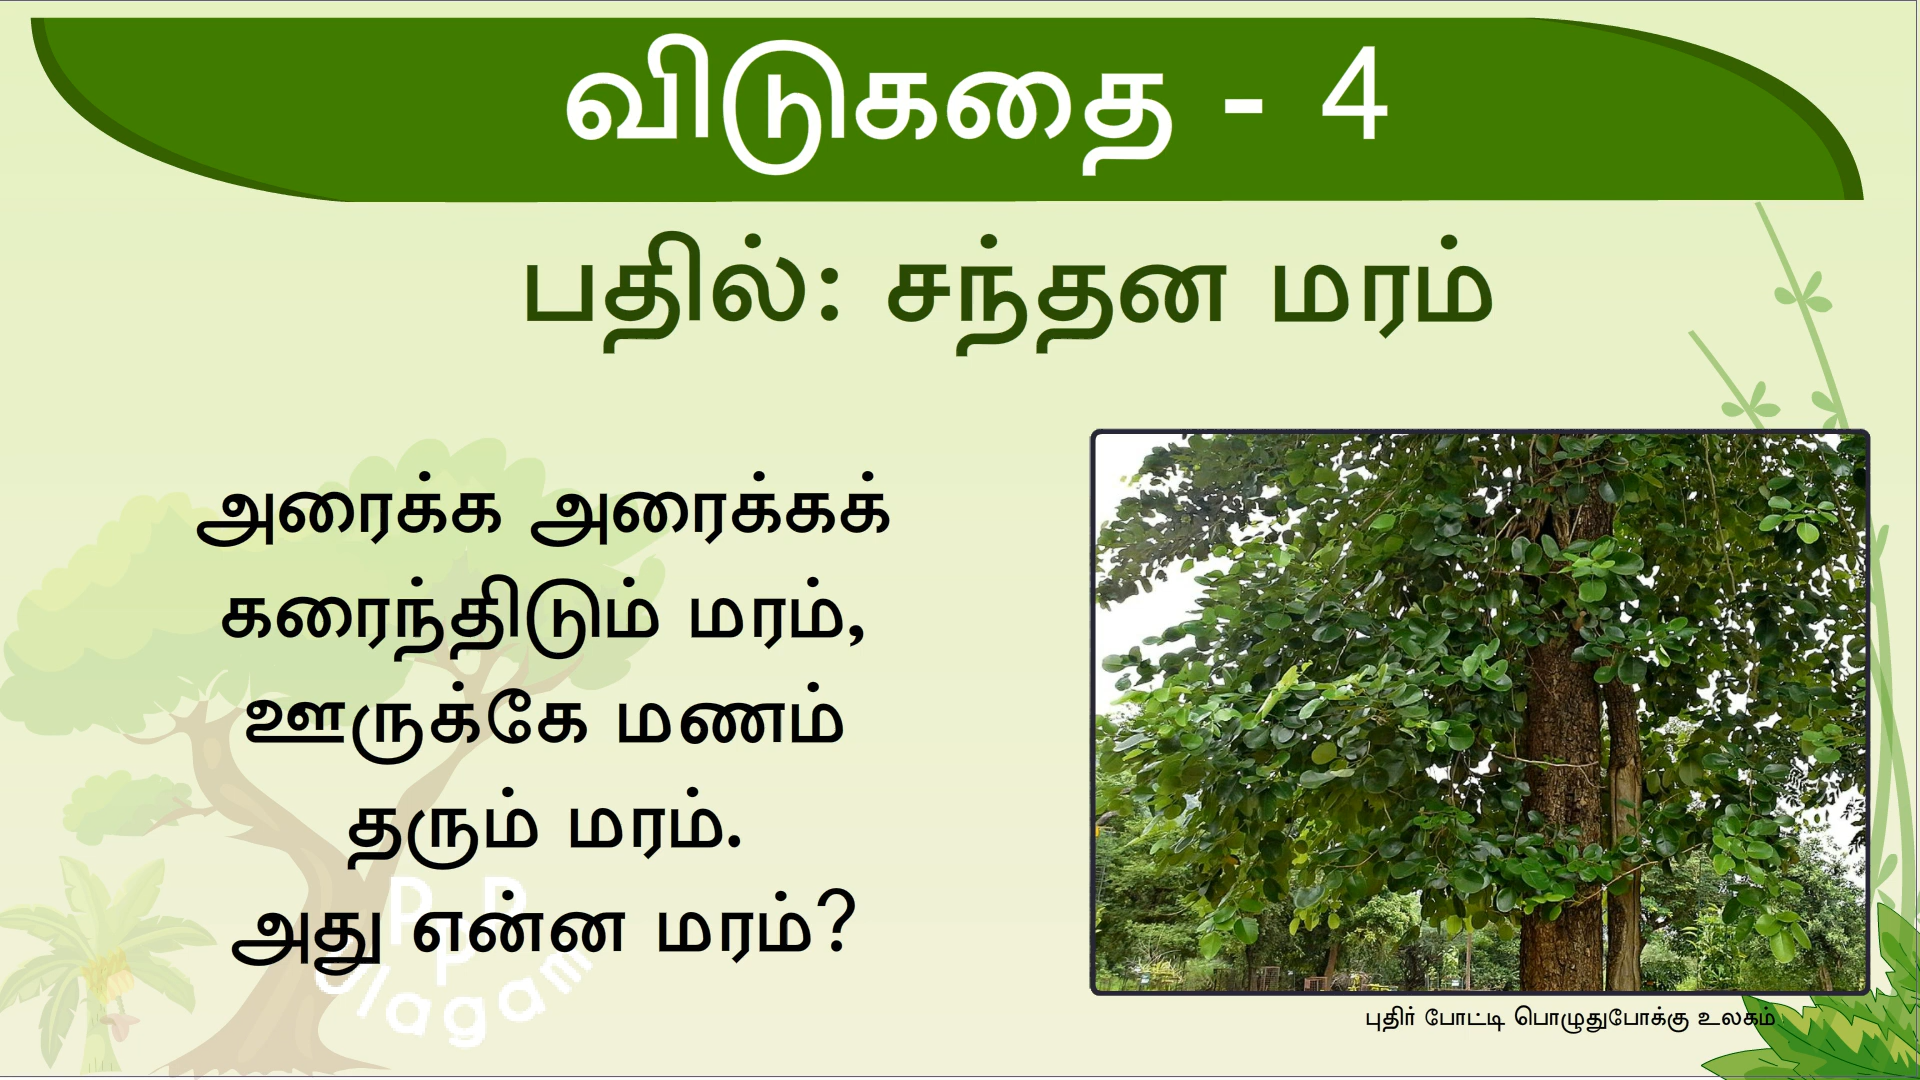 விடுகதை - 4
பதில்: சந்தன மரம்
அரைக்க அரைக்கக்
கரைந்திடும் மரம்,
ஊருக்கே மணம்
தரும் மரம்.
அது என்ன மரம்?
P P P
Ulagam
புதிர் போட்டி பொழுதுபோக்கு உலகம்